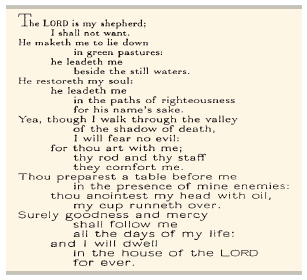 The LORD is my shepherd;
I shall not want.
He maketh me to lie down
in green pastures:
he leadeth me
beside the still waters.
He restoreth my soul:
he leadeth me
in the paths of righteousness
for his name's sake.
Yea, though I walk through the valley
of the shadow of death,
I will fear no evil:
for thou art with me;
thy rod and thy staff
they comfort me.
Thou preparest a table before me
in the presence of mine enemies:
thou anointest my head with oil,
my cup runneth over.
Surely goodness and mercy
shall follow me
all the days of my life:
and I will dwell
in the house of the LORD
for ever.